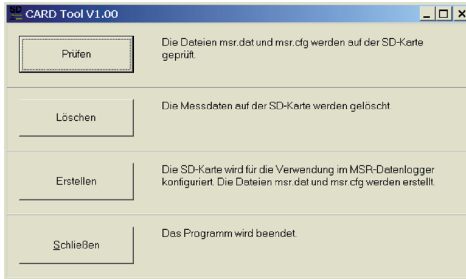 CARD Tool V1.00
Prüfen
Die Dateien msr.dat und msr.cfg werden auf der SD-Karte
geprüft.
Löschen
Die Messdaten auf der SD-Karte werden gelöscht
Erstellen
Die SD-Karte wird für die Verwendung im MSR-Datenlogger
konfiguriert. Die Dateien msr.dat und msr.cfg werden erstellt.
Schließen
Das Programm wird beendet.